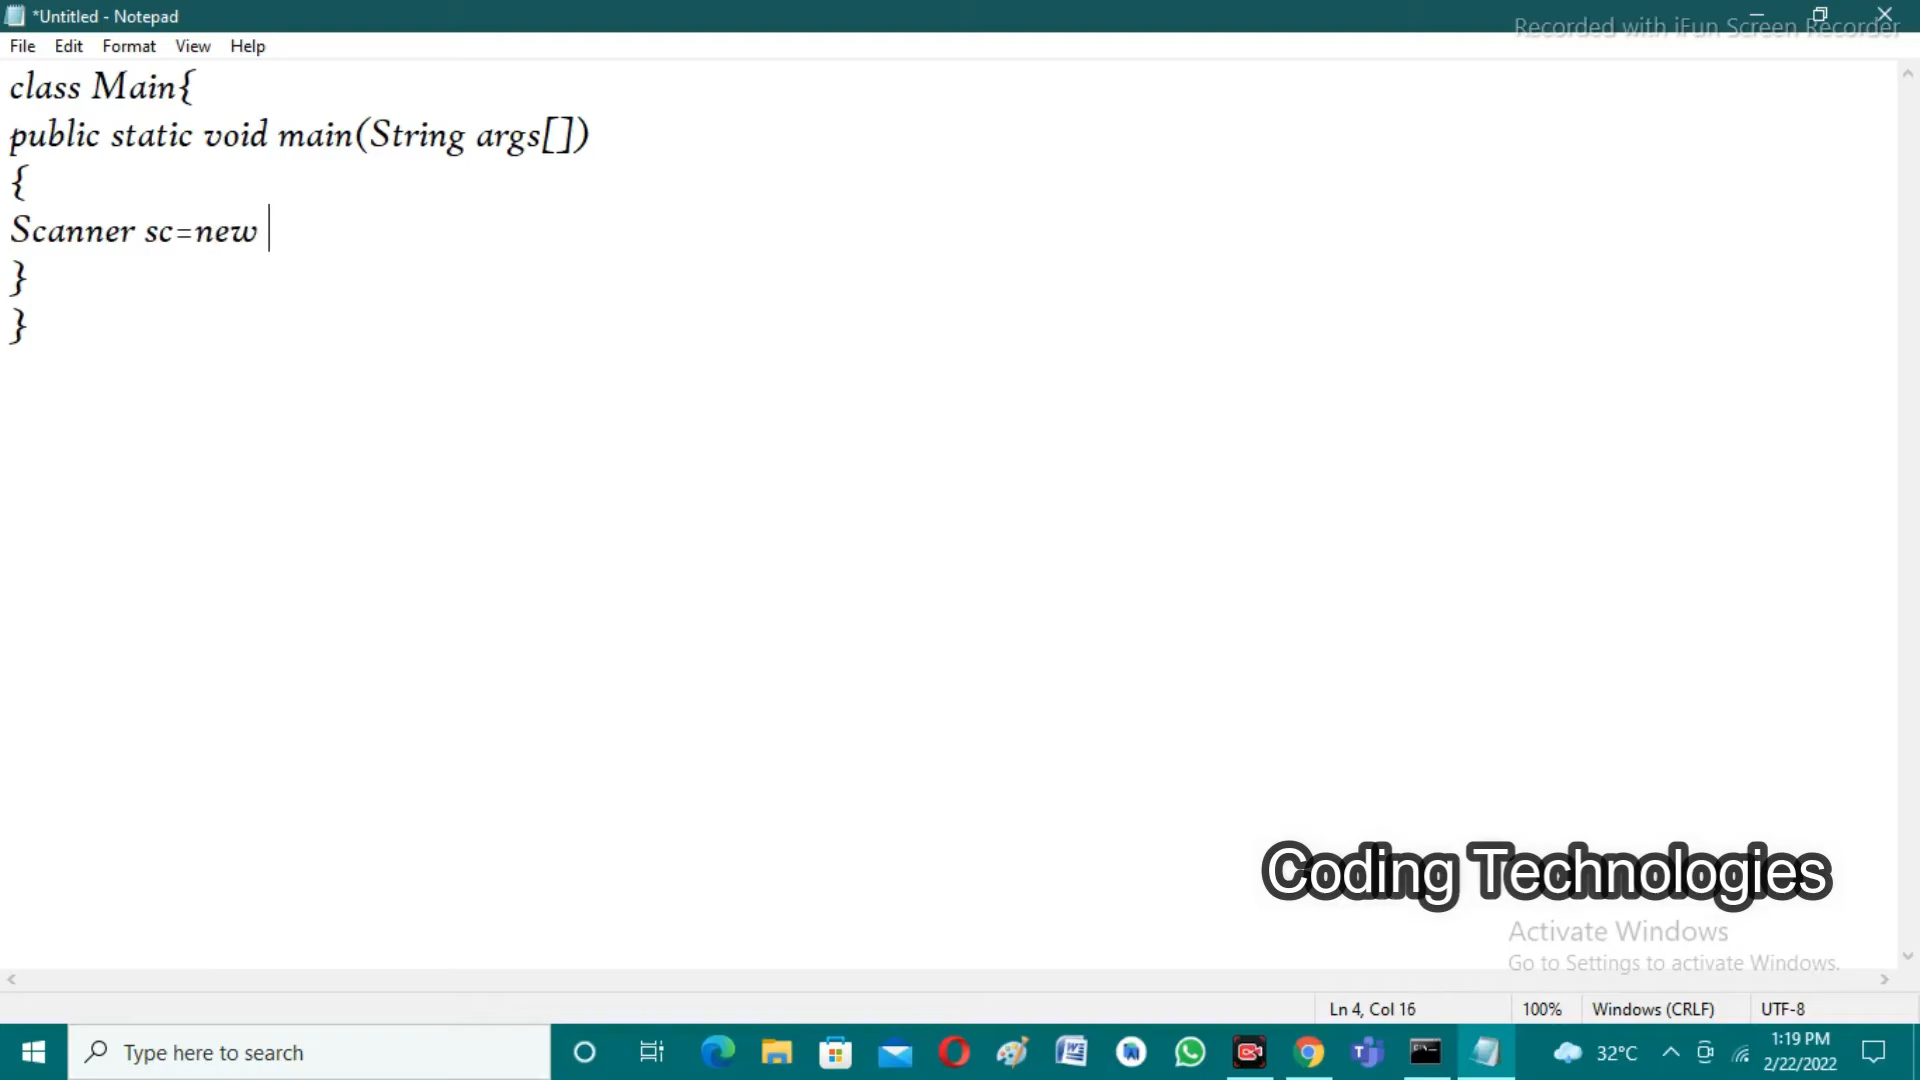 *Untitled - Notepad
Recorded with iFun Screen Recorder
File Edit Format View Help
class Main{
public static void main(String args[])
{
Scanner sc=new
}
}
Coding Technologies
Activate Windows
Go to Settings to activate Windows.
Ln 4, Col 16 100% Windows (CRLF) UTF-8
Type here to search
32°C
1:19 PM
2/22/2022